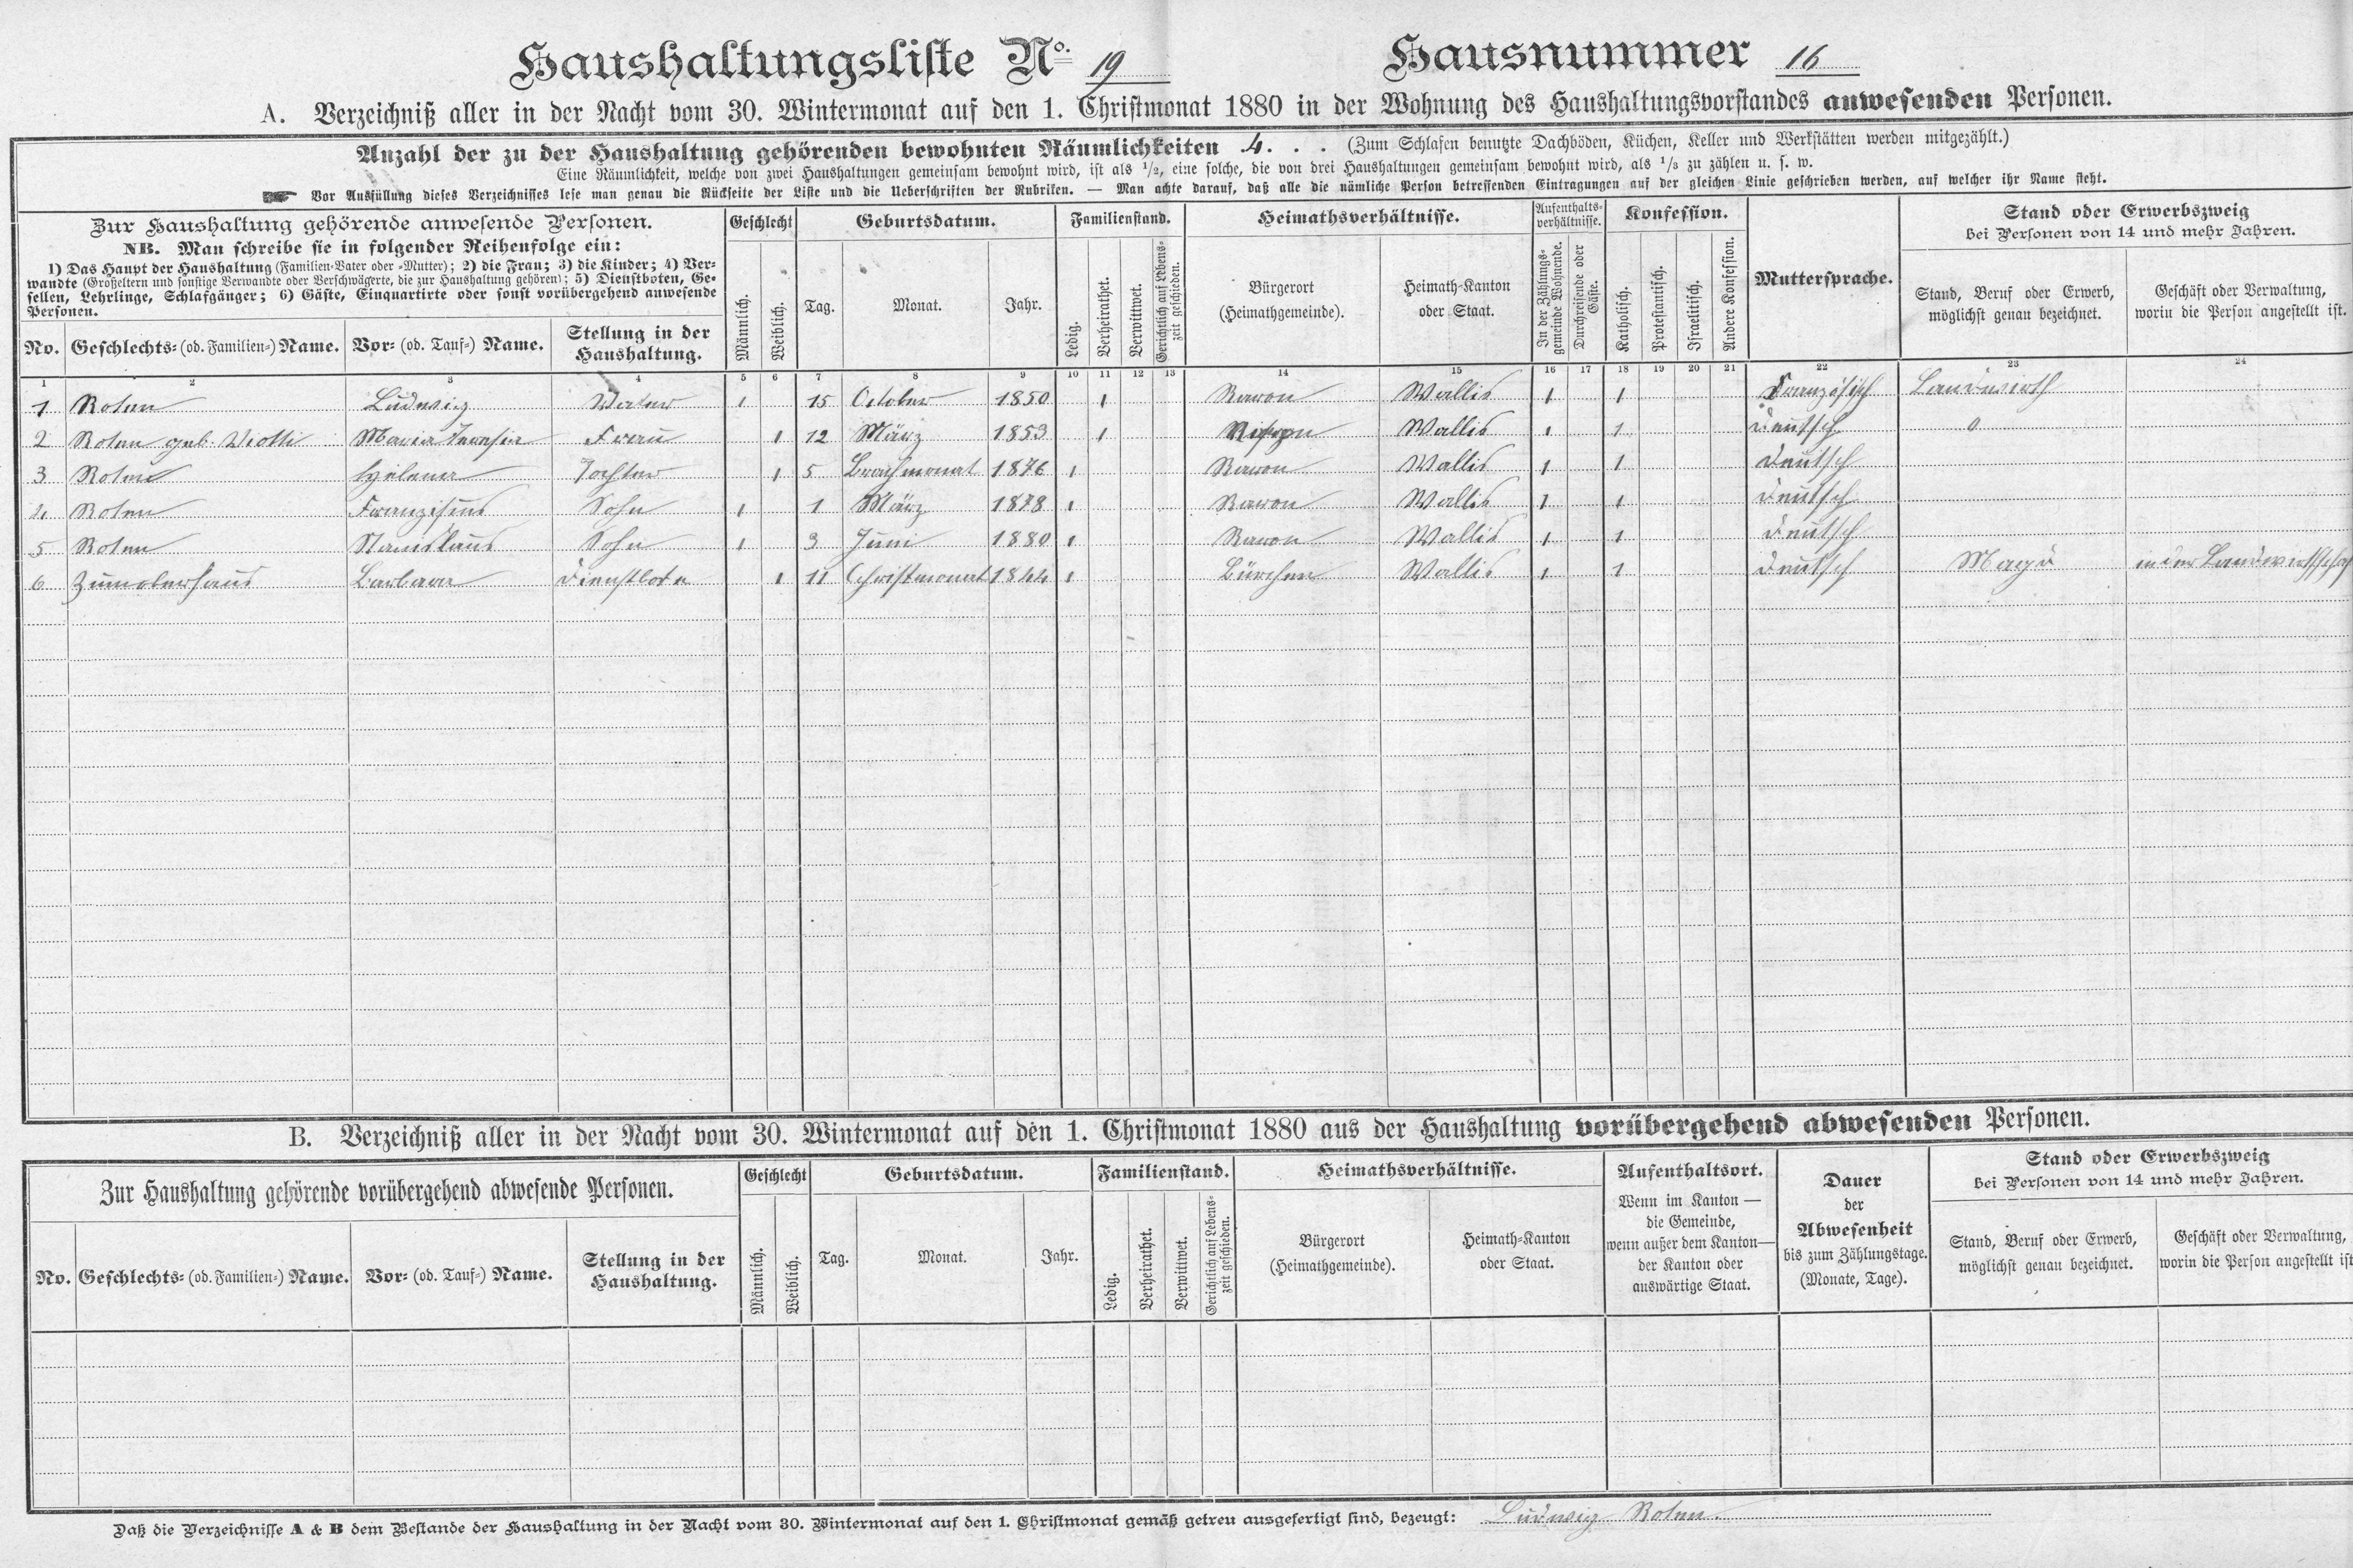 Haushaltungsliste No. 19 Hausnummer 16
A. Verzeichniß aller in der Nacht vom 30. Wintermonat auf den 1. Christmonat 1880 in der Wohnung des Haushaltungsvorstandes anwesenden Personen.
Anzahl der zu der Haushaltung gehörenden bewohnten Räumlichkeiten 4. . . (Zum Schlafen benutzte Dachböden, Küchen, Keller und Werkstätten werden mitgezählt.)
Eine Räumlichkeit, welche von zwei Haushaltungen gemeinsam bewohnt wird, ist als 1/2, eine solche, die von drei Haushaltungen gemeinsam bewohnt wird, als 1/3 zu zählen u. s. w.
☛ Vor Ausfüllung dieses Verzeichnisses lese man genau die Rückseite der Liste und die Ueberschriften der Rubriken. — Man achte darauf, daß alle die nämliche Person betreffenden Eintragungen auf der gleichen Linie geschrieben werden, auf welcher ihr Name steht.
Zur Haushaltung gehörende anwesende Personen.
NB. Man schreibe sie in folgender Reihenfolge ein:
1) Das Haupt der Haushaltung (Familien-Vater oder -Mutter); 2) die Frau; 3) die Kinder; 4) Ver-
wandte (Großeltern und sonstige Verwandte oder Verschwägerte, die zur Haushaltung gehören); 5) Dienstboten, Ge-
sellen, Lehrlinge, Schlafgänger; 6) Gäste, Einquartirte oder sonst vorübergehend anwesende
Personen.
No. Geschlechts- (od. Familien-) Name. Vor- (od. Tauf-) Name. Stellung in der
Haushaltung.
Geschlecht
Männlich. Weiblich.
Geburtsdatum.
Tag. Monat. Jahr.
Familienstand.
Ledig. Verheirathet. Verwittwet. Gerichtlich auf Lebens-
zeit geschieden.
Heimathsverhältnisse.
Bürgerort
(Heimathgemeinde).
Heimath-Kanton
oder Staat.
Aufenthalts-
verhältnisse.
In der Zählungs-
gemeinde Wohnende.
Durchreisende oder
Gäste.
Konfession.
Katholisch. Protestantisch. Israelitisch. Andere Konfession.
Muttersprache.
Stand oder Erwerbszweig
bei Personen von 14 und mehr Jahren.
Stand, Beruf oder Erwerb,
möglichst genau bezeichnet.
Geschäft oder Verwaltung,
worin die Person angestellt ist.
1 2 3 4 5 6 7 8 9 10 11 12 13 14 15 16 17 18 19 20 21 22 23 24
1 Roten Ludwig Vater 1 15 October 1850 1 Raron Wallis 1 1 Französisch Landwirth
2 Roten geb. Maria Teresia Frau 1 12 März 1853 1 Wallis 1 1 Deutsch 0
3 Roten Helena Tochter 1 5 Brachmonat 1876 1 Raron Wallis 1 1 Deutsch
4 Roten Franziskus Sohn 1 1 März 1878 1 Raron Wallis 1 1 Deutsch
5 Roten Stanislaus Sohn 1 3 Juni 1880 1 Raron Wallis 1 1 Deutsch
6 Zumoberhaus Barbara Dienstbote 1 11 Christmonat 1844 1 Bürchen Wallis 1 1 Deutsch Magd in der Landwirthschaft
B. Verzeichniß aller in der Nacht vom 30. Wintermonat auf den 1. Christmonat 1880 aus der Haushaltung vorübergehend abwesenden Personen.
Zur Haushaltung gehörende vorübergehend abwesende Personen.
No. Geschlechts- (od. Familien-) Name. Vor- (od. Tauf-) Name. Stellung in der
Haushaltung.
Geschlecht
Männlich. Weiblich.
Geburtsdatum.
Tag. Monat. Jahr.
Familienstand.
Ledig. Verheirathet. Verwittwet. Gerichtlich auf Lebens-
zeit geschieden.
Heimathsverhältnisse.
Bürgerort
(Heimathgemeinde).
Heimath-Kanton
oder Staat.
Aufenthaltsort.
Wenn im Kanton —
die Gemeinde,
wenn außer dem Kanton—
der Kanton oder
auswärtige Staat.
Dauer
der
Abwesenheit
bis zum Zählungstage.
(Monate, Tage).
Stand oder Erwerbszweig
bei Personen von 14 und mehr Jahren.
Stand, Beruf oder Erwerb,
möglichst genau bezeichnet.
Geschäft oder Verwaltung,
worin die Person angestellt ist
Daß die Verzeichnisse A & B dem Bestande der Haushaltung in der Nacht vom 30. Wintermonat auf den 1. Christmonat gemäß getreu ausgefertigt sind, bezeugt: Ludwig Roten.